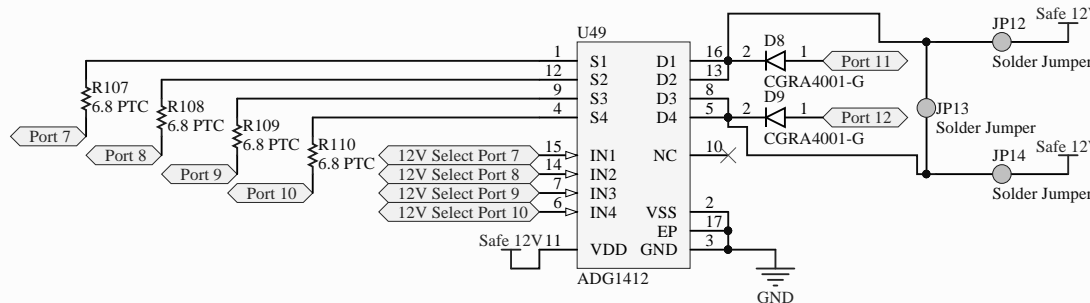 U49
JP12
Safe 12V
Solder Jumper
1 S1 D1 16 2 D8 1 Port 11
12 S2 D2 13 CGRA4001-G
R107
6.8 PTC
9 S3 D3 8
R108
6.8 PTC
4 S4 D4 5 2 D9 1 Port 12
CGRA4001-G
R109
6.8 PTC
R110
6.8 PTC
JP13
Solder Jumper
Port 7
Port 8
Port 9
Port 10
12V Select Port 7 15 IN1 NC 10
12V Select Port 8 14 IN2
12V Select Port 9 7 IN3
12V Select Port 10 6 IN4
JP14
Safe 12V
Solder Jumper
VSS 2
EP 17
Safe 12V 11 VDD GND 3
ADG1412
GND